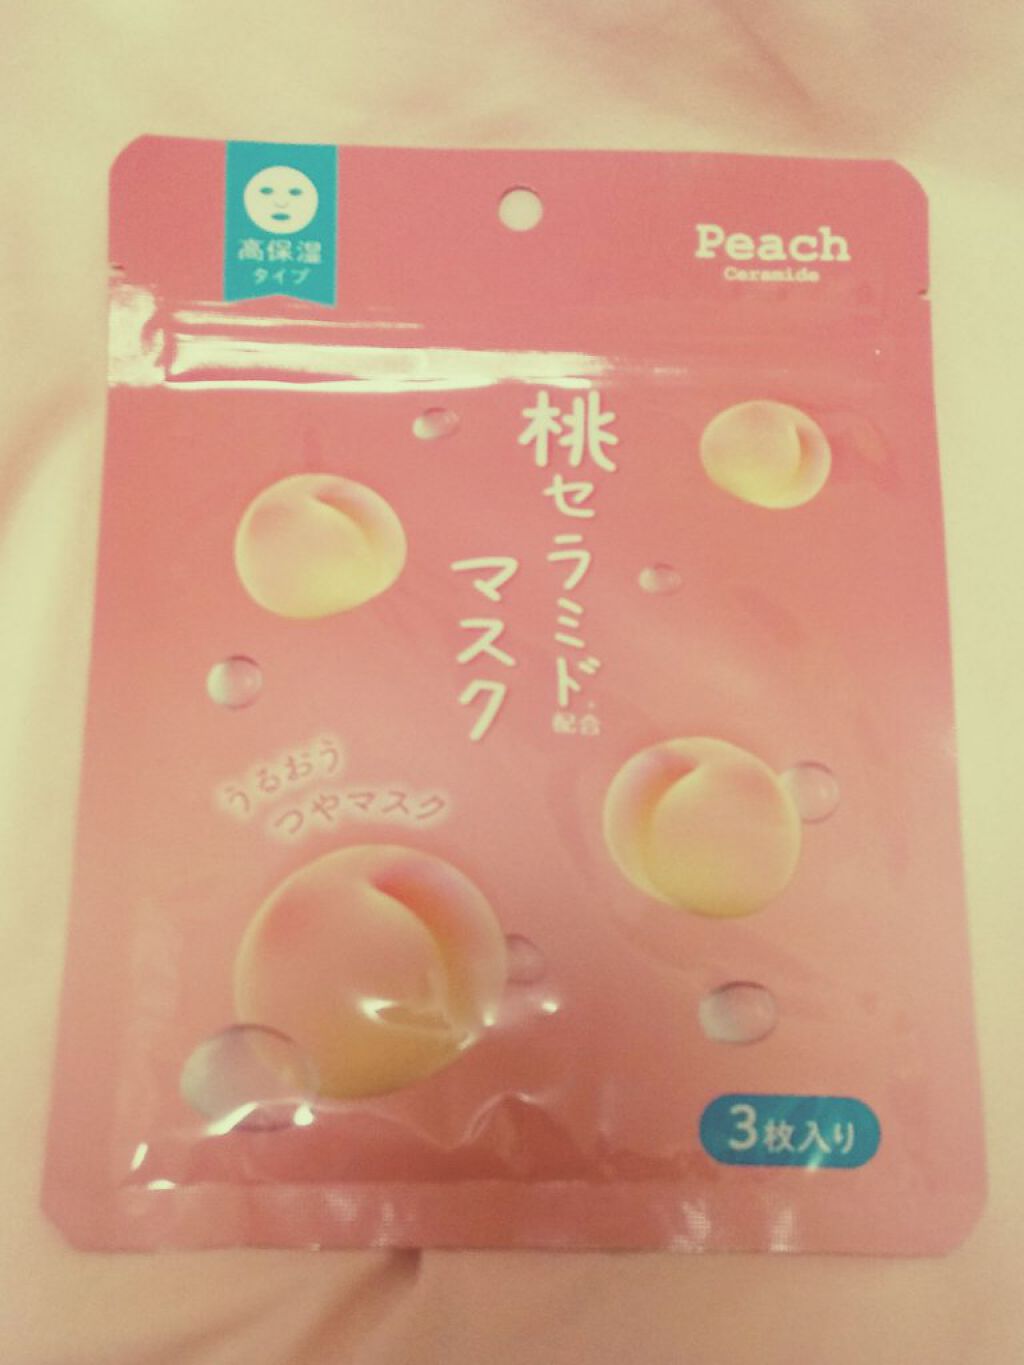 高保湿
タイプ
Peach
Ceramide
桃セラミド配合
マスク
うるおう
つやマスク
3枚入り